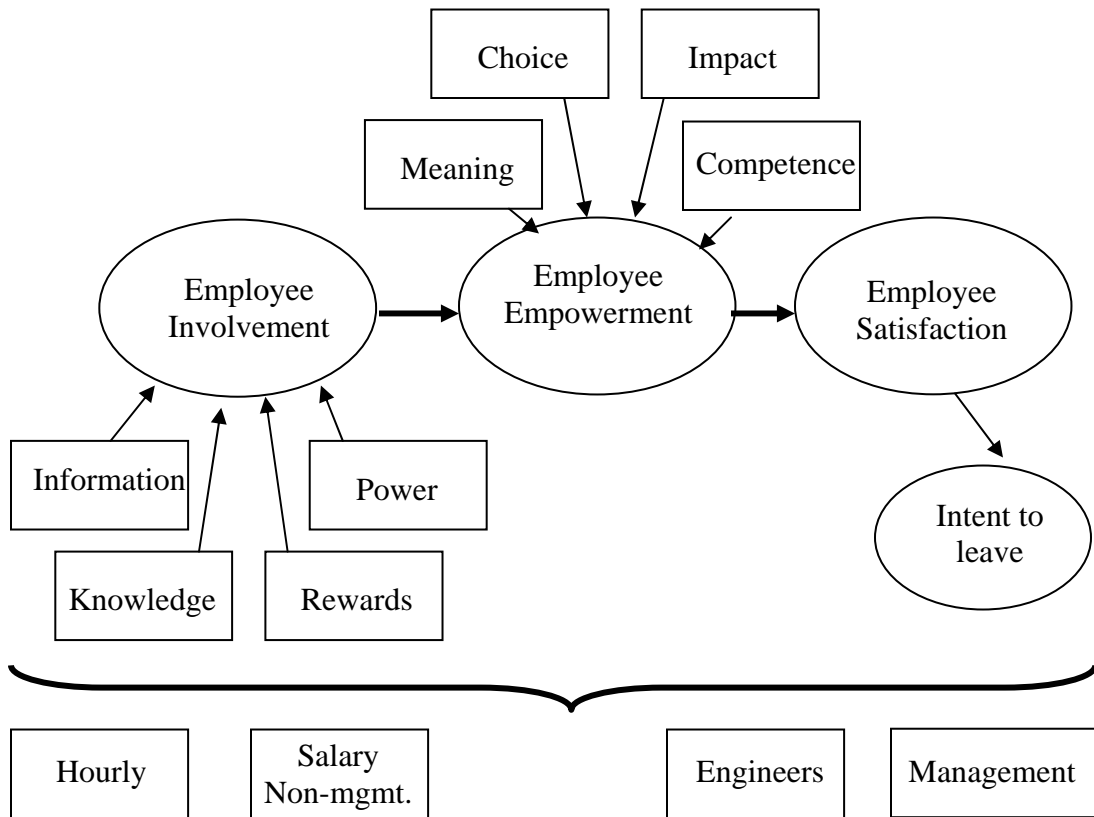 Choice
Impact
Meaning
Competence
Employee
Involvement
Employee
Empowerment
Employee
Satisfaction
Information
Power
Knowledge
Rewards
Intent to
leave
Hourly
Salary
Non-mgmt.
Engineers
Management